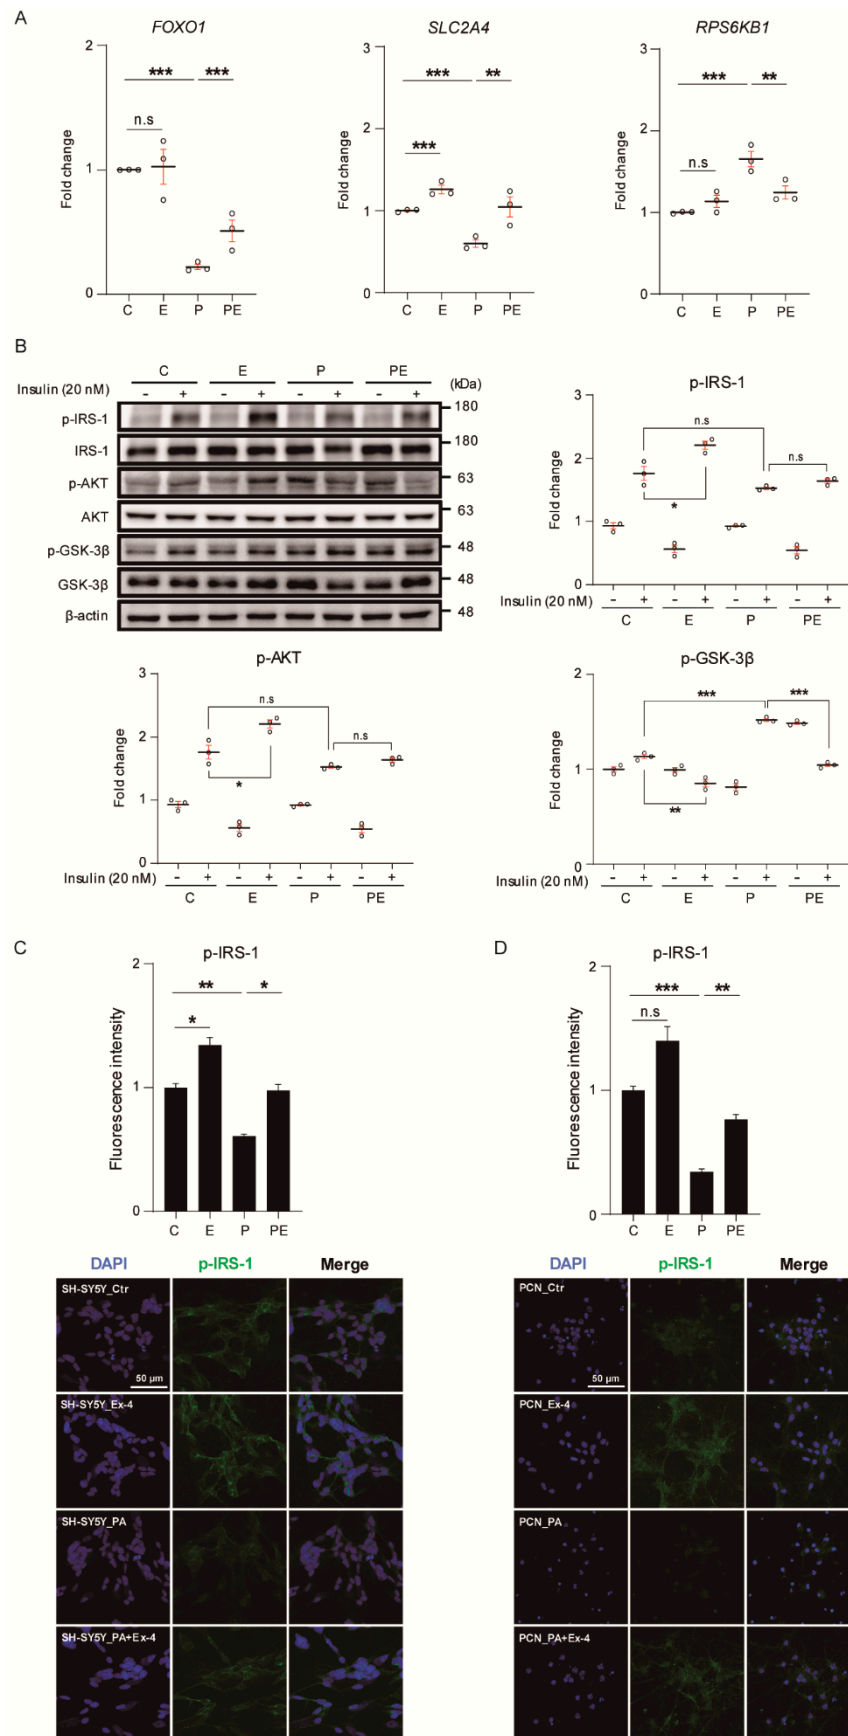 A
FOXO1
SLC2A4
RPS6KB1
2
1
0
Fold change
***
***
n.s
C E P PE
3
2
1
0
Fold change
***
**
***
C E P PE
3
2
1
0
Fold change
***
**
n.s
C E P PE
B
C E P PE
Insulin (20 nM) - + - + - + - + (kDa)
p-IRS-1 180
IRS-1 180
p-AKT 63
AKT 63
p-GSK-3β 48
GSK-3β 48
β-actin 48
p-IRS-1
3
2
1
0
Fold change
n.s
n.s
*
Insulin (20 nM) - + - + - + - +
C E P PE
p-AKT
3
2
1
0
Fold change
n.s
n.s
*
Insulin (20 nM) - + - + - + - +
C E P PE
p-GSK-3β
2
1
0
Fold change
***
***
**
Insulin (20 nM) - + - + - + - +
C E P PE
C
p-IRS-1
2
1
0
Fluorescence intensity
**
*
*
C E P PE
DAPI p-IRS-1 Merge
SH-SY5Y_Ctr
50 µm
SH-SY5Y_Ex-4
SH-SY5Y_PA
SH-SY5Y_PA+Ex-4
D
p-IRS-1
2
1
0
Fluorescence intensity
***
**
n.s
C E P PE
DAPI p-IRS-1 Merge
PCN_Ctr
50 µm
PCN_Ex-4
PCN_PA
PCN_PA+Ex-4